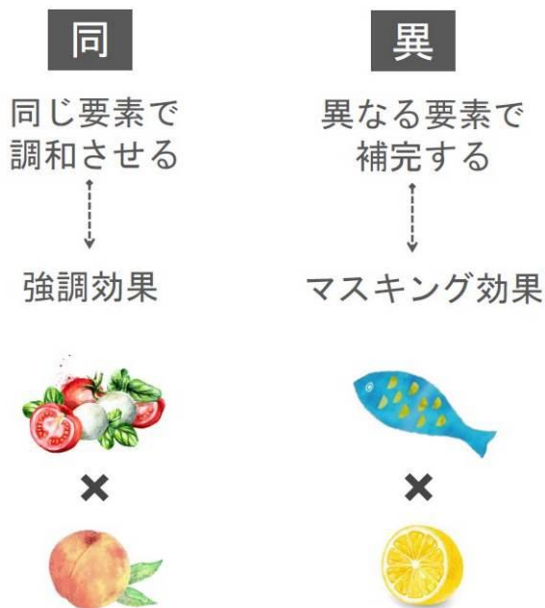 同
同じ要素で
調和させる
強調効果
×
異
異なる要素で
補完する
マスキング効果
×